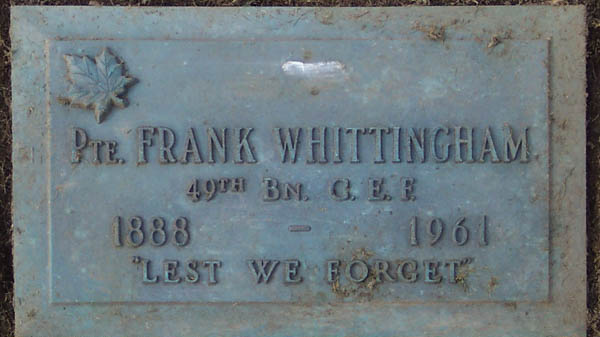 PTE. FRANK WHITTINGHAM
49TH BN. C. E. F.
1888 – 1961
"LEST WE FORGET"